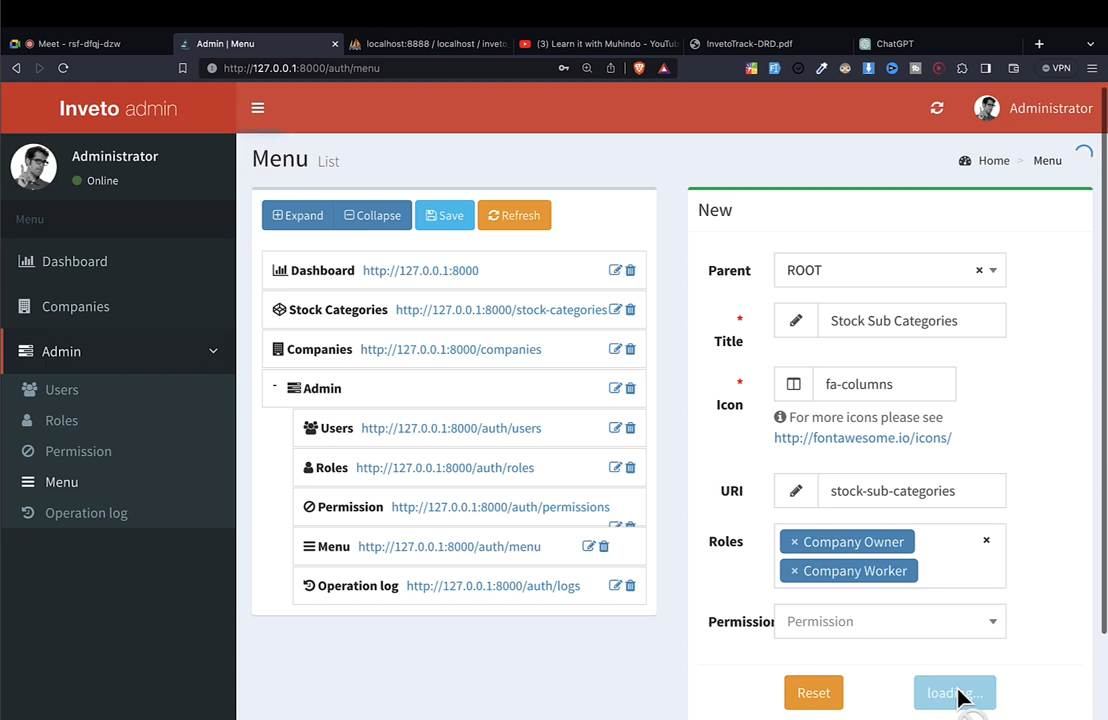 Meet - rsf-dfqj-dzw
Admin | Menu
localhost:8888 / localhost / inveto
(3) Learn it with Muhindo - YouTu
InvetoTrack-DRD.pdf
ChatGPT
http://127.0.0.1:8000/auth/menu
VPN
Inveto admin
Administrator
Administrator
Online
Menu
Dashboard
Companies
Admin
Users
Roles
Permission
Menu
Operation log
Menu List
Home > Menu
Expand Collapse Save Refresh
Dashboard http://127.0.0.1:8000
Stock Categories http://127.0.0.1:8000/stock-categories
Companies http://127.0.0.1:8000/companies
- Admin
Users http://127.0.0.1:8000/auth/users
Roles http://127.0.0.1:8000/auth/roles
Permission http://127.0.0.1:8000/auth/permissions
Menu http://127.0.0.1:8000/auth/menu
Operation log http://127.0.0.1:8000/auth/logs
New
Parent ROOT ×
* Title Stock Sub Categories
* Icon fa-columns
For more icons please see
http://fontawesome.io/icons/
URI stock-sub-categories
Roles × Company Owner ×
× Company Worker
Permission Permission
Reset loading...